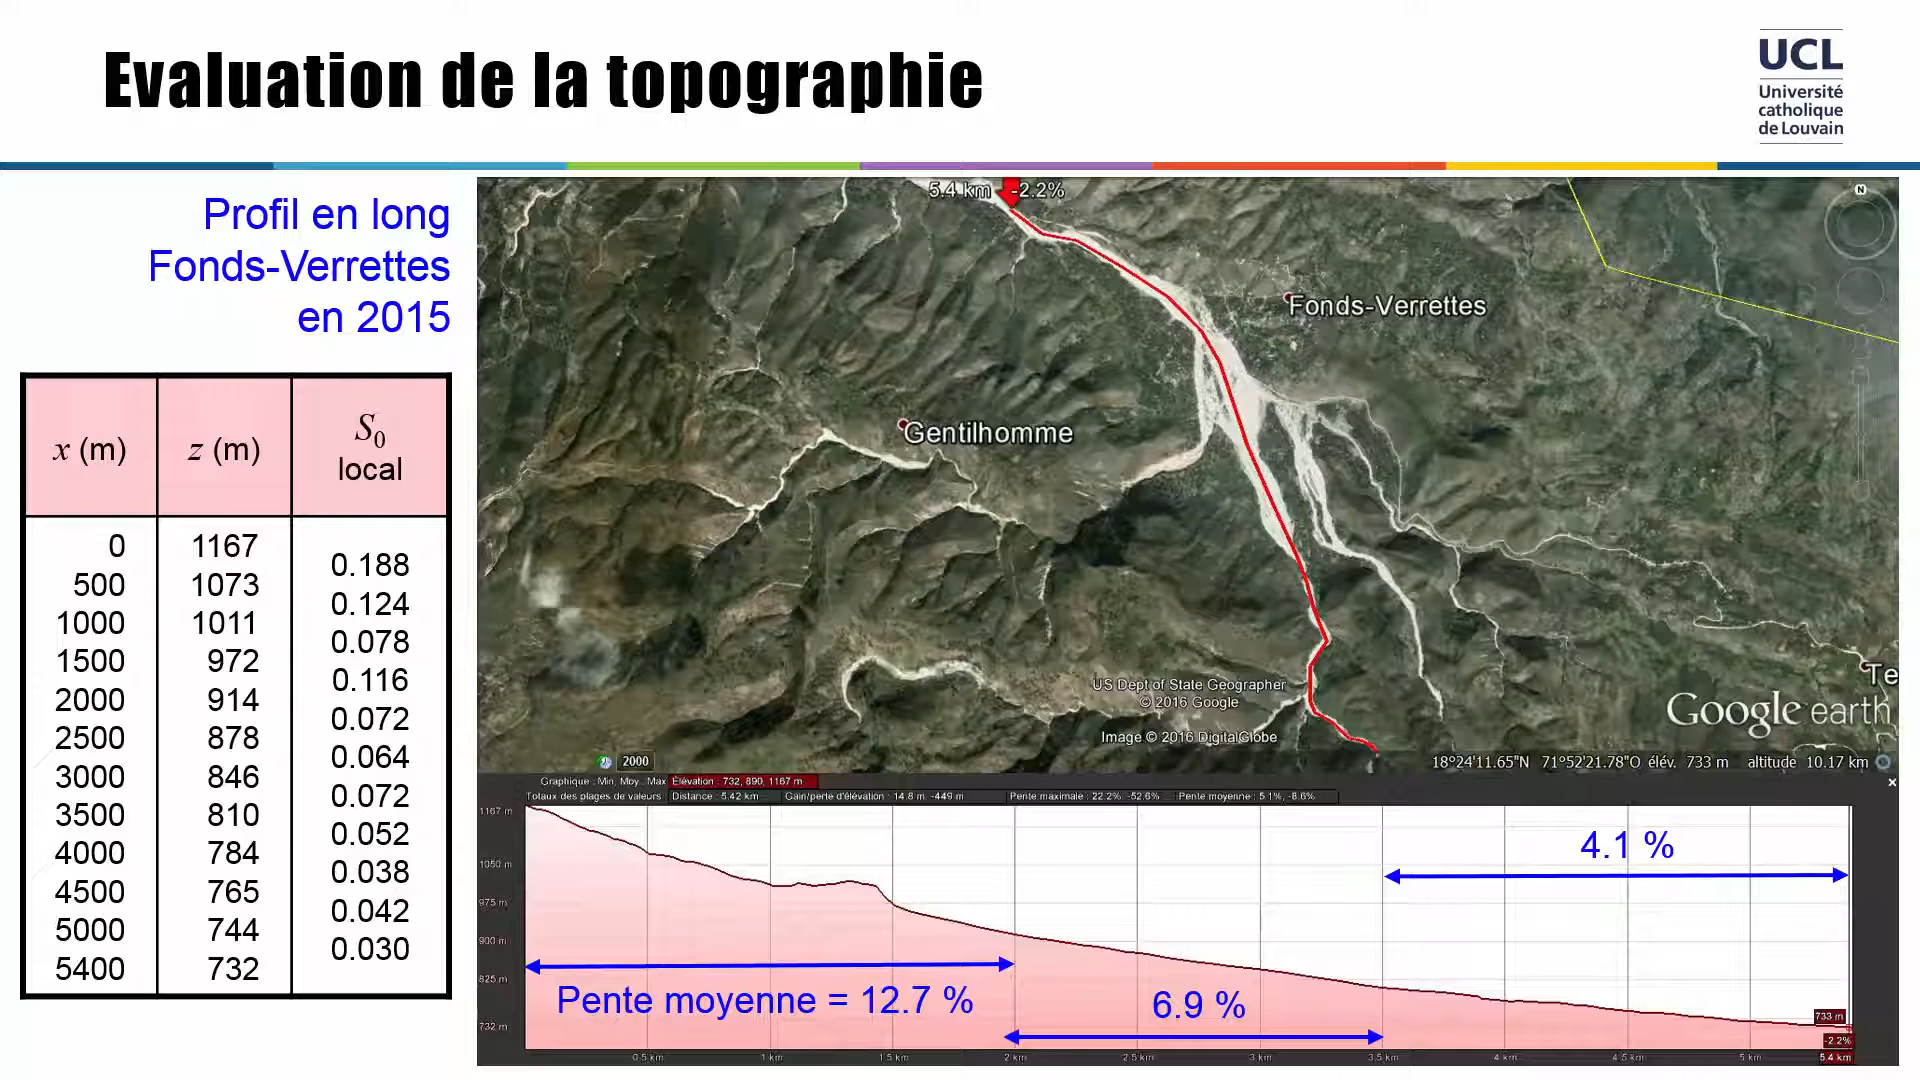 Evaluation de la topographie
UCL
Université
catholique
de Louvain
Profil en long
Fonds-Verrettes
en 2015
x (m) z (m) S0 local
0 1167
0.188
500 1073
0.124
1000 1011
0.078
1500 972
0.116
2000 914
0.072
2500 878
0.064
3000 846
0.072
3500 810
0.052
4000 784
0.038
4500 765
0.042
5000 744
0.030
5400 732
5.4 km -2.2%
N
Fonds-Verrettes
Gentilhomme
Te
US Dept of State Geographer
© 2016 Google
Image © 2016 DigitalGlobe
Google earth
2000
18°24'11.65"N 71°52'21.78"O élév. 733 m altitude 10.17 km
Graphique : Min, Moy., Max Élévation : 732, 890, 1167 m
Totaux des plages de valeurs Distance : 5.42 km Gain/perte d'élévation : 14.8 m, -449 m Pente maximale : 22.2%, -52.6% Pente moyenne : 5.1%, -8.6%
1167 m
1050 m
975 m
900 m
825 m
732 m
4.1 %
Pente moyenne = 12.7 %
6.9 %
733 m
-2.2%
0.5 km 1 km 1.5 km 2 km 2.5 km 3 km 3.5 km 4 km 4.5 km 5 km 5.4 km